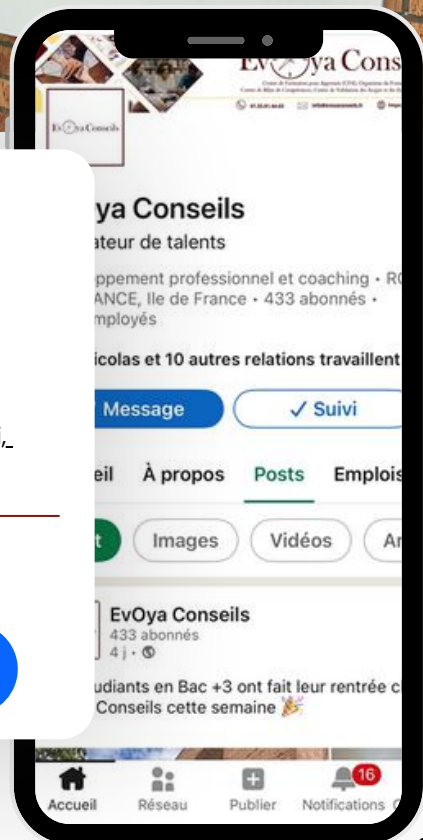 EvOya Cons
EvOya Conseils
ya Conseils
ateur de talents
ppement professionnel et coaching • RO
ANCE, Ile de France • 433 abonnés •
mployés
icolas et 10 autres relations travaillent
Message
✓ Suivi
eil
À propos
Posts
Emplois
t
Images
Vidéos
Ar
EvOya Conseils
433 abonnés
4 j •
udiants en Bac +3 ont fait leur rentrée c
Conseils cette semaine 🎉
16
Accueil
Réseau
Publier
Notifications